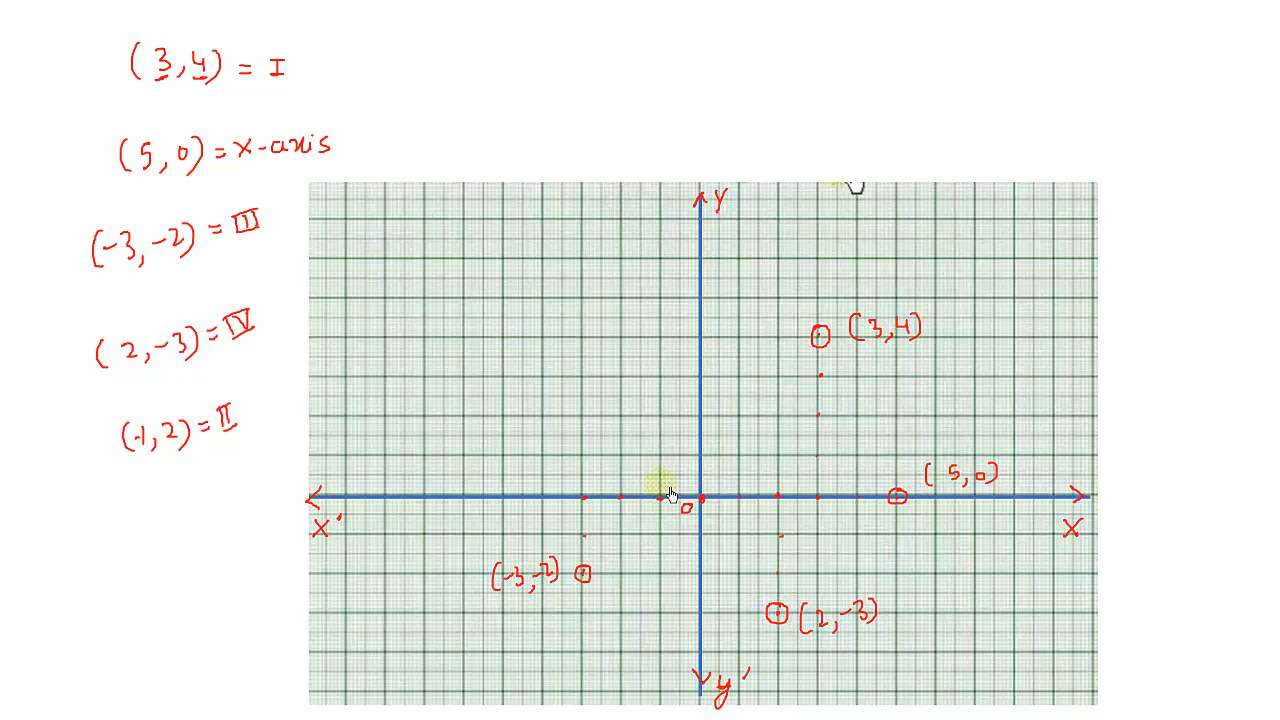 (3,4) = I
(5,0) = x-axis
(-3,-2) = III
(2,-3) = IV
(-1,2) = II
Y
(3,4)
(5,0)
O
X'
X
(-3,-2)
(2,-3)
y'